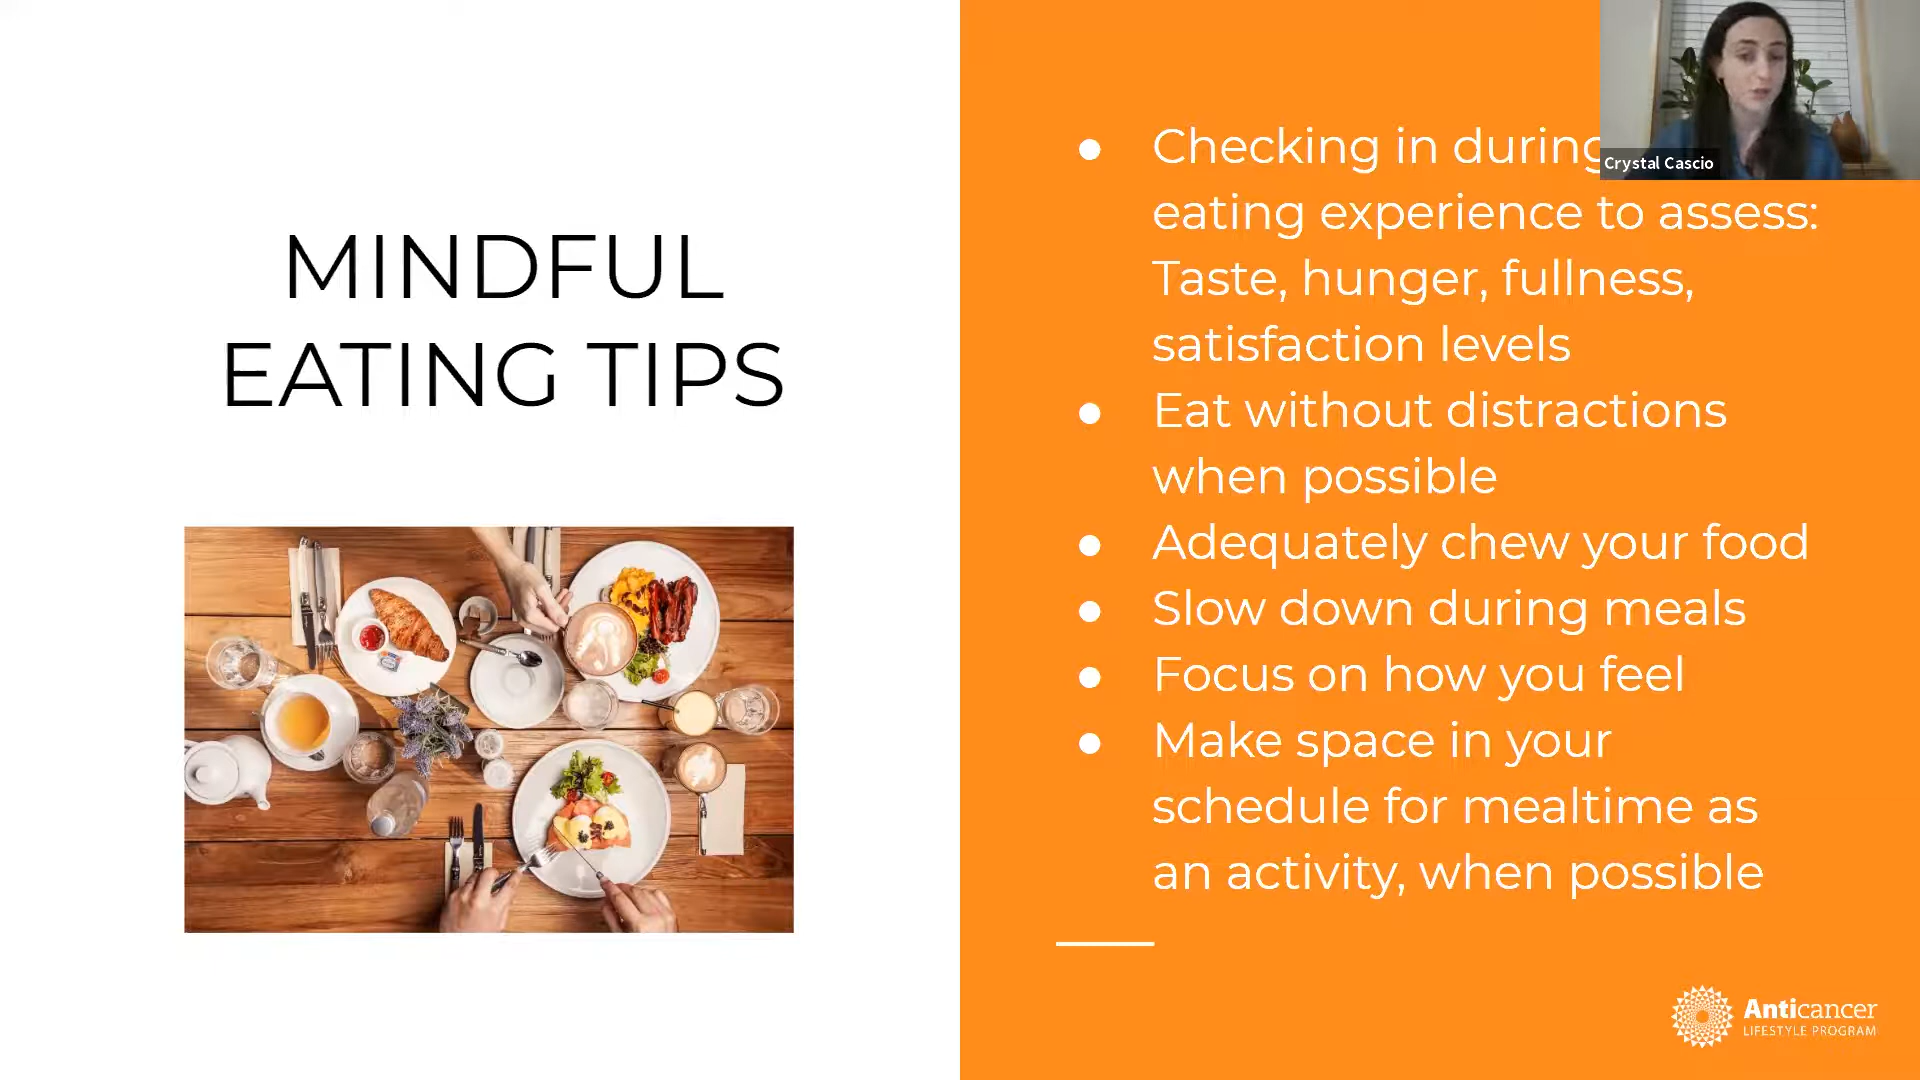 MINDFUL
EATING TIPS
Checking in during
eating experience to assess:
Taste, hunger, fullness,
satisfaction levels
Eat without distractions
when possible
Adequately chew your food
Slow down during meals
Focus on how you feel
Make space in your
schedule for mealtime as
an activity, when possible
Crystal Cascio
Anticancer
LIFESTYLE PROGRAM